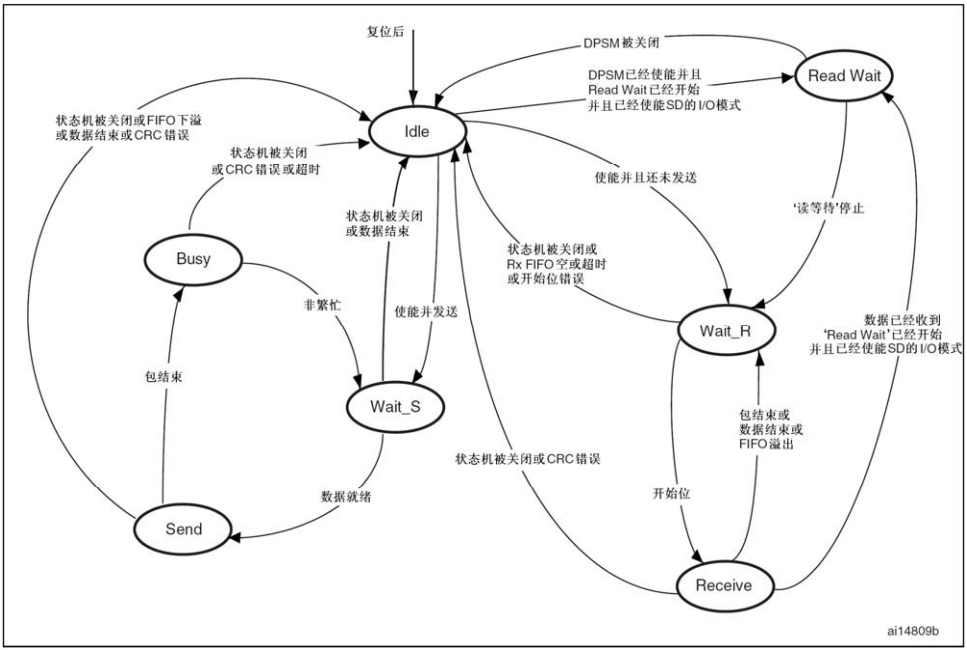 复位后
DPSM被关闭
Read Wait
DPSM已经使能并且
Read Wait已经开始
并且已经使能SD的I/O模式
状态机被关闭或FIFO下溢
或数据结束或CRC错误
Idle
状态机被关闭
或CRC错误或超时
使能并且还未发送
状态机被关闭
或数据结束
‘读等待’停止
Busy
状态机被关闭或
Rx FIFO空或超时
或开始位错误
非繁忙
使能并发送
Wait_R
数据已经收到
‘Read Wait’已经开始
并且已经使能SD的I/O模式
包结束
Wait_S
包结束或
数据结束或
FIFO溢出
状态机被关闭或CRC错误
数据就绪
开始位
Send
Receive
ai14809b